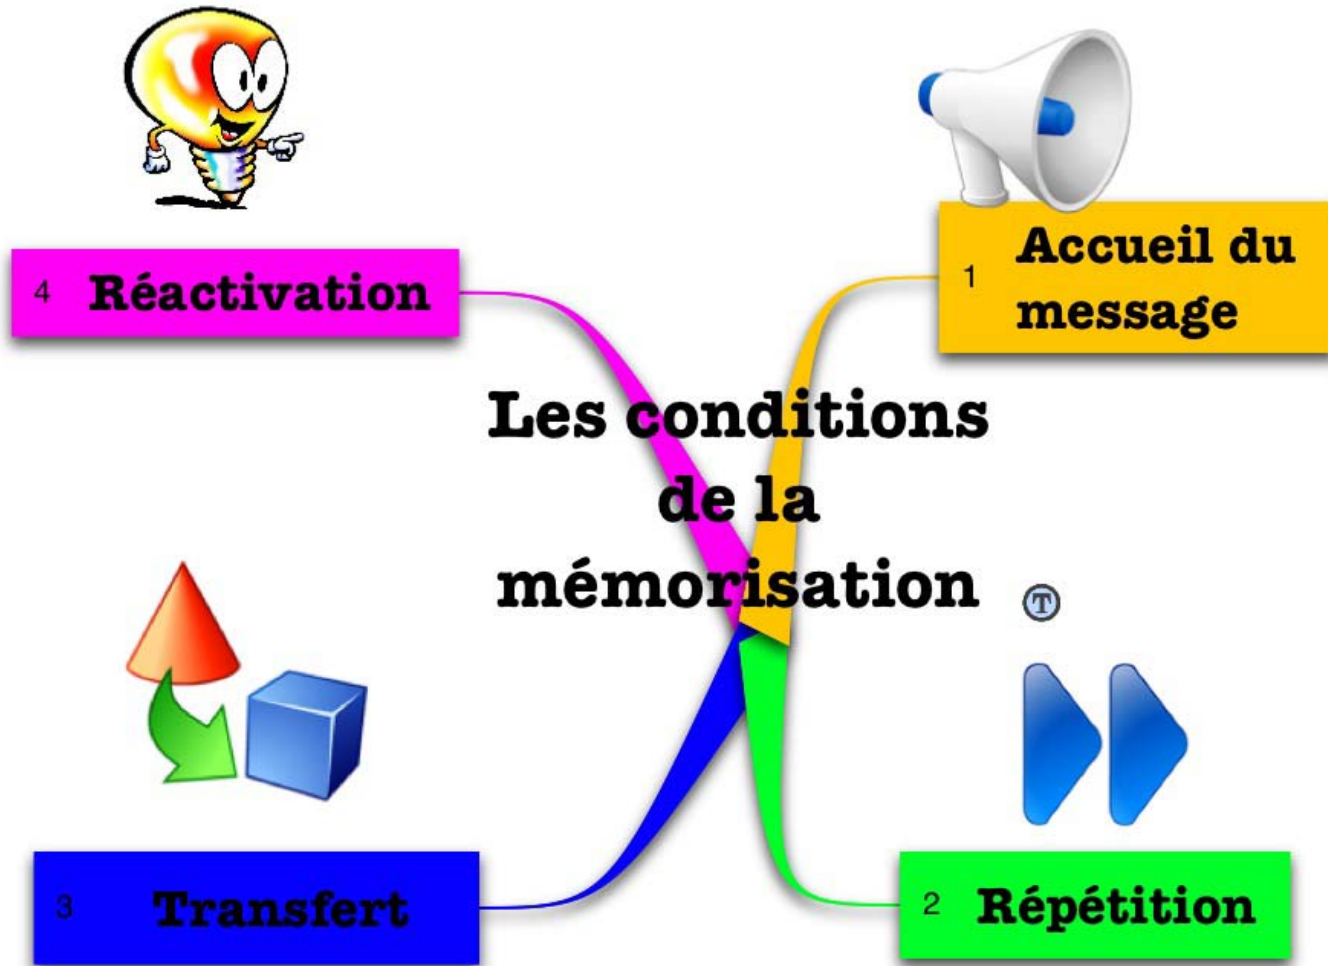 Les conditions
de la
mémorisation
1 Accueil du
message
2 Répétition
3 Transfert
4 Réactivation
T